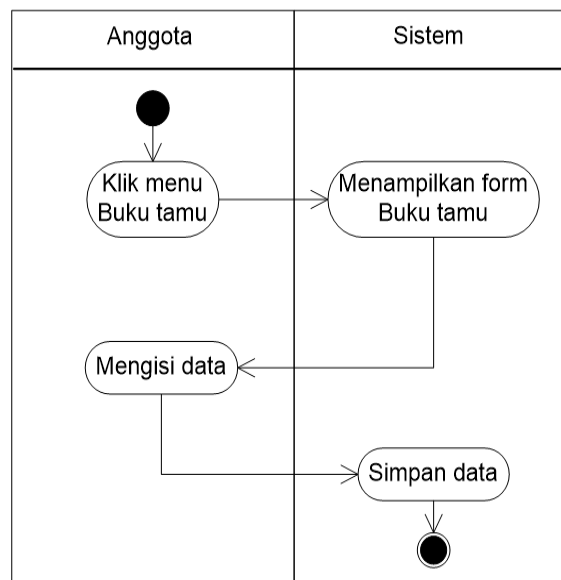 Anggota
Sistem
Klik menu
Buku tamu
Menampilkan form
Buku tamu
Mengisi data
Simpan data